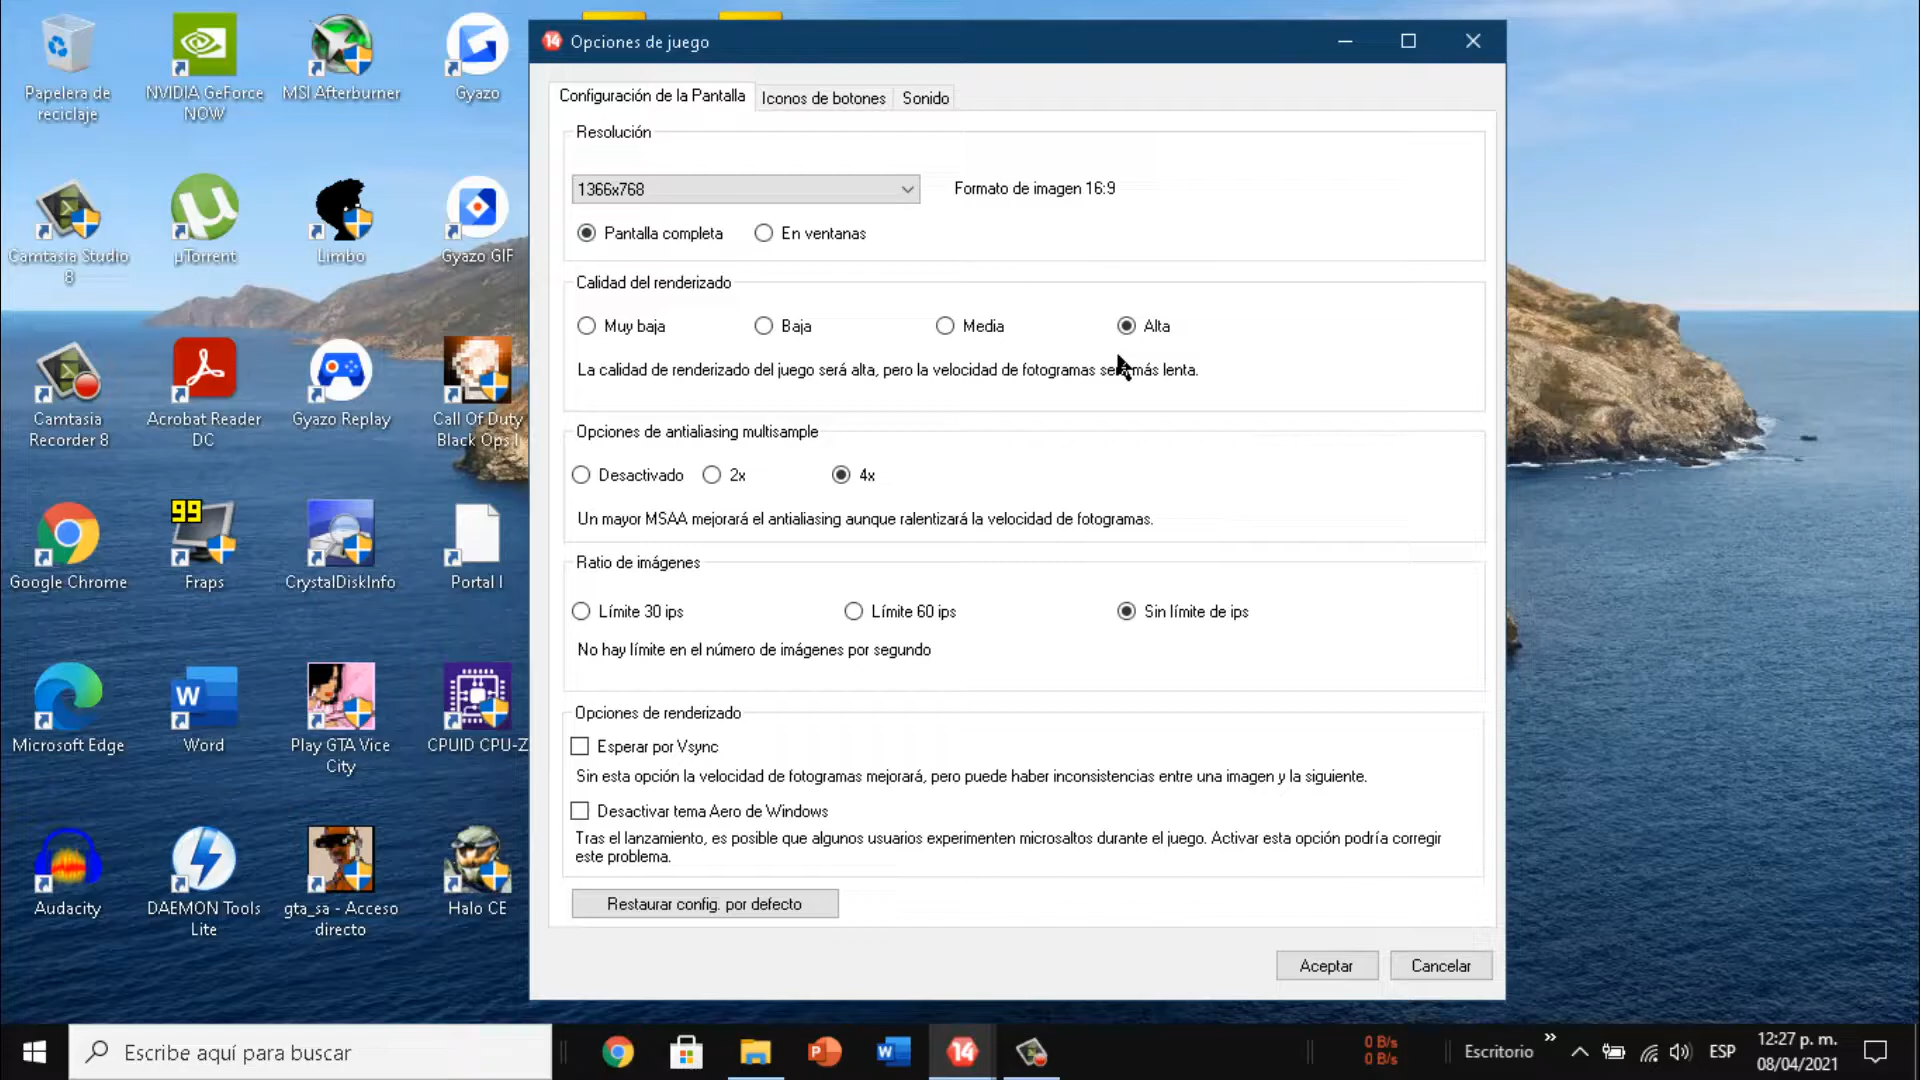 Papelera de
reciclaje
NVIDIA GeForce
NOW
MSI Afterburner
Gyazo
Camtasia Studio
8
µTorrent
Limbo
Gyazo GIF
Camtasia
Recorder 8
Acrobat Reader
DC
Gyazo Replay
Call Of Duty
Black Ops I
Google Chrome
99
Fraps
CrystalDiskInfo
Portal I
Microsoft Edge
W
Word
Play GTA Vice
City
CPUID CPU-Z
Audacity
DAEMON Tools
Lite
gta_sa - Acceso
directo
Halo CE
14 Opciones de juego
Configuración de la Pantalla
Iconos de botones
Sonido
Resolución
1366x768
Formato de imagen 16:9
Pantalla completa
En ventanas
Calidad del renderizado
Muy baja
Baja
Media
Alta
La calidad de renderizado del juego será alta, pero la velocidad de fotogramas será más lenta.
Opciones de antialiasing multisample
Desactivado
2x
4x
Un mayor MSAA mejorará el antialiasing aunque ralentizará la velocidad de fotogramas.
Ratio de imágenes
Límite 30 ips
Límite 60 ips
Sin límite de ips
No hay límite en el número de imágenes por segundo
Opciones de renderizado
Esperar por Vsync
Sin esta opción la velocidad de fotogramas mejorará, pero puede haber inconsistencias entre una imagen y la siguiente.
Desactivar tema Aero de Windows
Tras el lanzamiento, es posible que algunos usuarios experimenten microsaltos durante el juego. Activar esta opción podría corregir
este problema.
Restaurar config. por defecto
Aceptar
Cancelar
Escribe aquí para buscar
P
W
14
0 B/s
0 B/s
Escritorio
ESP
12:27 p. m.
08/04/2021